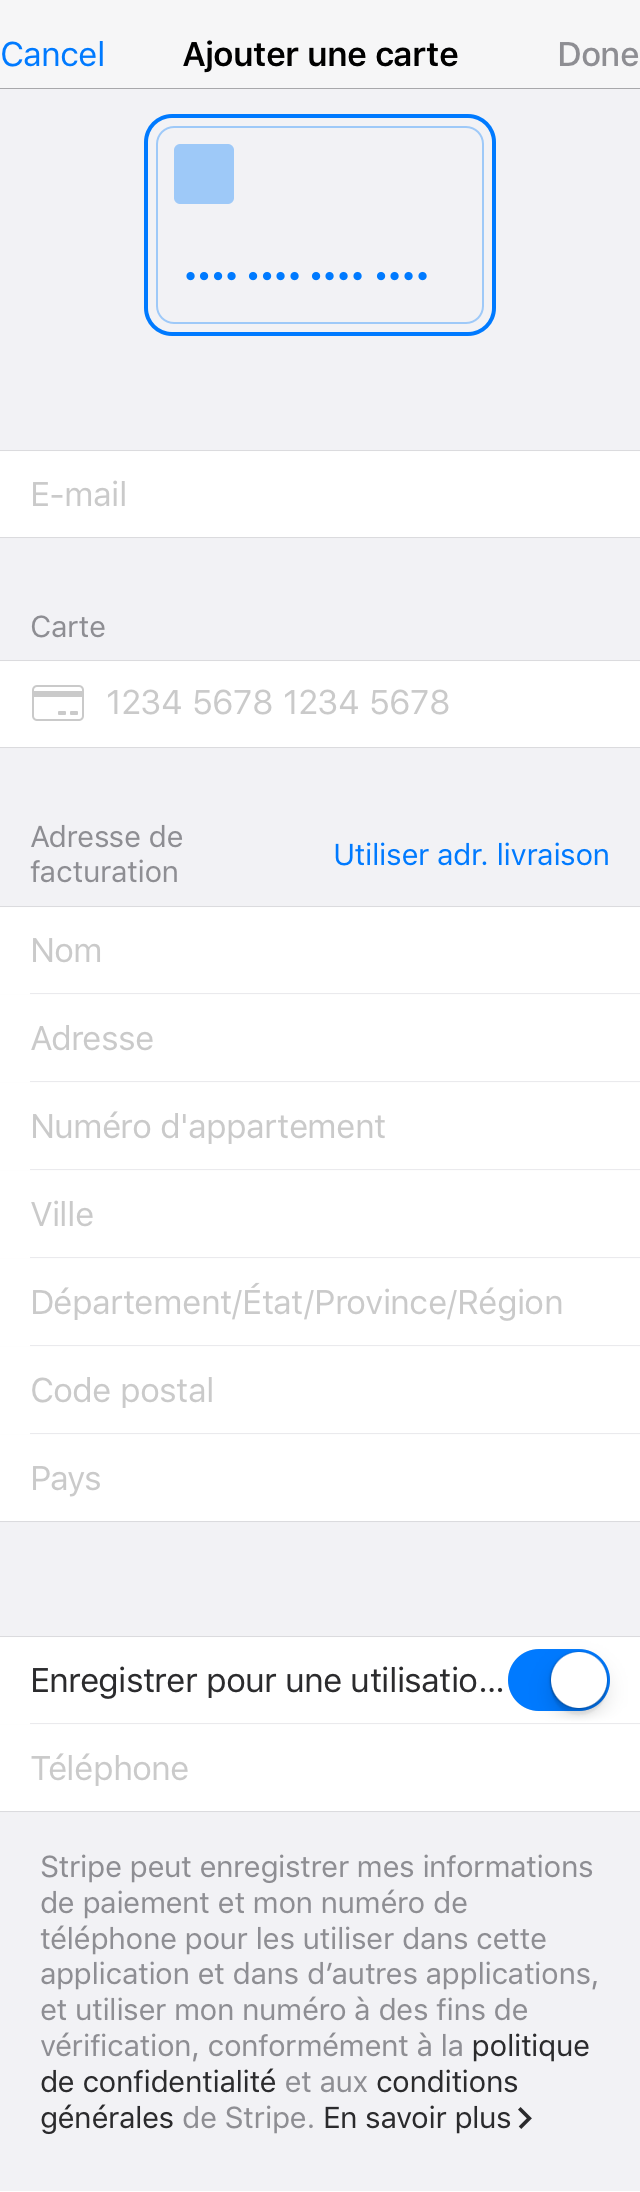 Cancel Ajouter une carte Done
•••• •••• •••• ••••
E-mail
Carte
1234 5678 1234 5678
Adresse de
facturation
Utiliser adr. livraison
Nom
Adresse
Numéro d'appartement
Ville
Département/État/Province/Région
Code postal
Pays
Enregistrer pour une utilisatio...
Téléphone
Stripe peut enregistrer mes informations
de paiement et mon numéro de
téléphone pour les utiliser dans cette
application et dans d’autres applications,
et utiliser mon numéro à des fins de
vérification, conformément à la politique
de confidentialité et aux conditions
générales de Stripe. En savoir plus